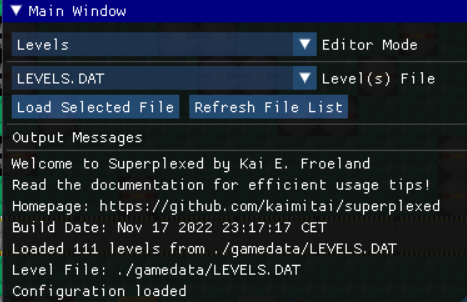 Main Window
Levels Editor Mode
LEVELS.DAT Level(s) File
Load Selected File Refresh File List
Output Messages
Welcome to Superplexed by Kai E. Froeland
Read the documentation for efficient usage tips!
Homepage: https://github.com/kaimitai/superplexed
Build Date: Nov 17 2022 23:17:17 CET
Loaded 111 levels from ./gamedata/LEVELS.DAT
Level File: ./gamedata/LEVELS.DAT
Configuration loaded